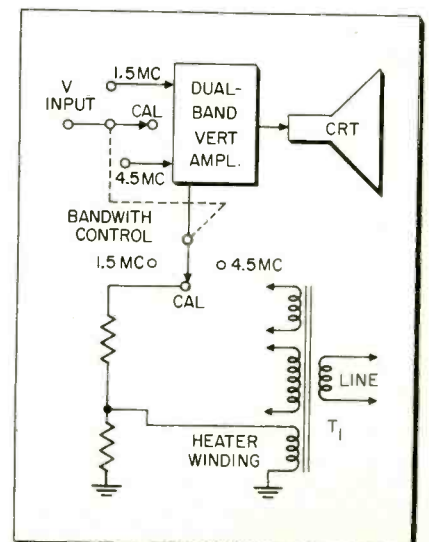 1.5MC
V
INPUT
CAL
4.5MC
DUAL-
BAND
VERT
AMPL.
CRT
BANDWITH
CONTROL
1.5MC
4.5MC
CAL
LINE
T1
HEATER
WINDING